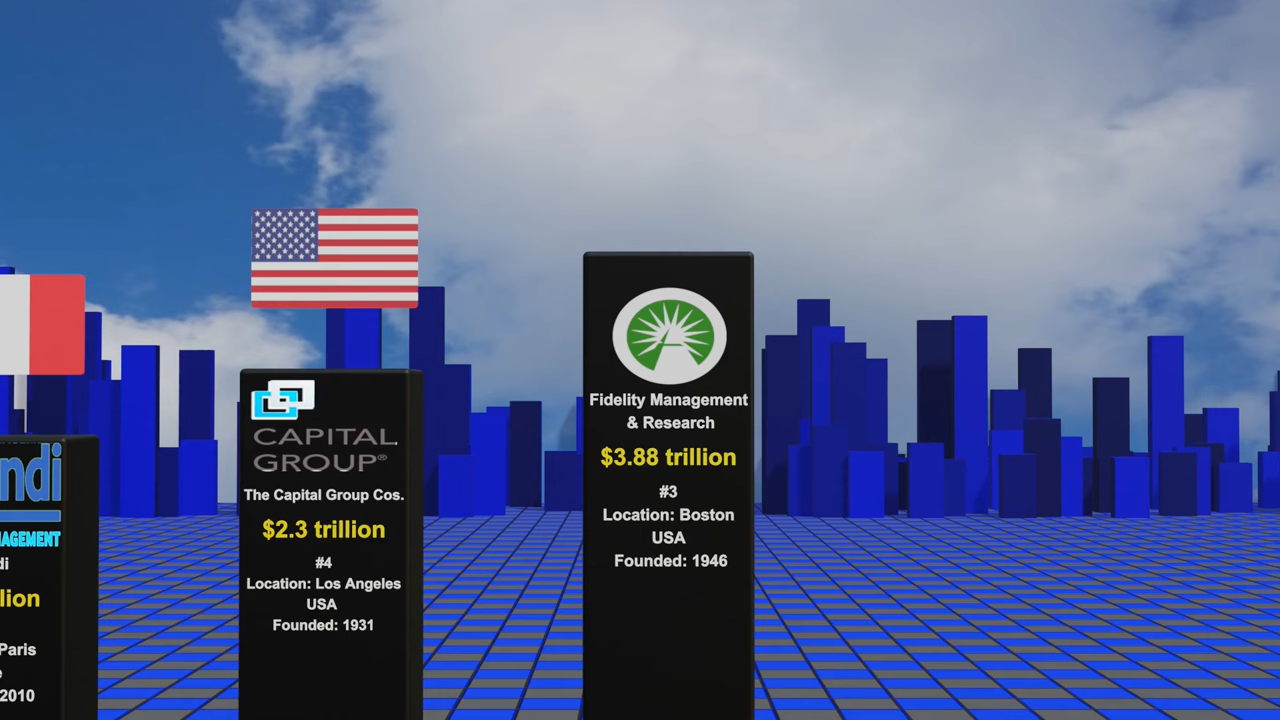 ndi
AGEMENT
di
lion
Paris
e
2010
CAPITAL
GROUP®
The Capital Group Cos.
$2.3 trillion
#4
Location: Los Angeles
USA
Founded: 1931
Fidelity Management
& Research
$3.88 trillion
#3
Location: Boston
USA
Founded: 1946